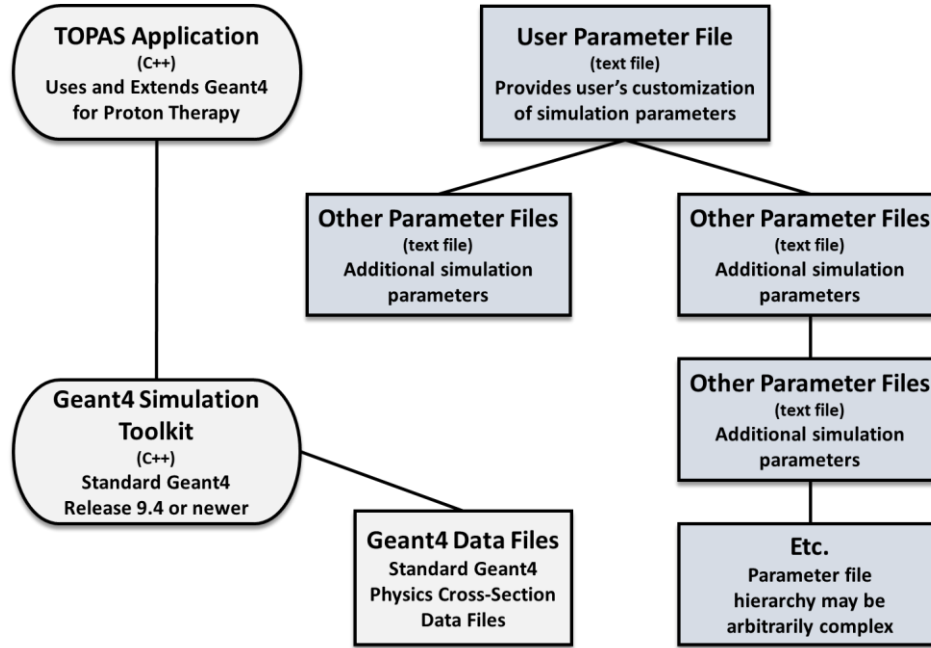 TOPAS Application
(C++)
Uses and Extends Geant4
for Proton Therapy
User Parameter File
(text file)
Provides user's customization
of simulation parameters
Other Parameter Files
(text file)
Additional simulation
parameters
Other Parameter Files
(text file)
Additional simulation
parameters
Geant4 Simulation
Toolkit
(C++)
Standard Geant4
Release 9.4 or newer
Other Parameter Files
(text file)
Additional simulation
parameters
Geant4 Data Files
Standard Geant4
Physics Cross-Section
Data Files
Etc.
Parameter file
hierarchy may be
arbitrarily complex